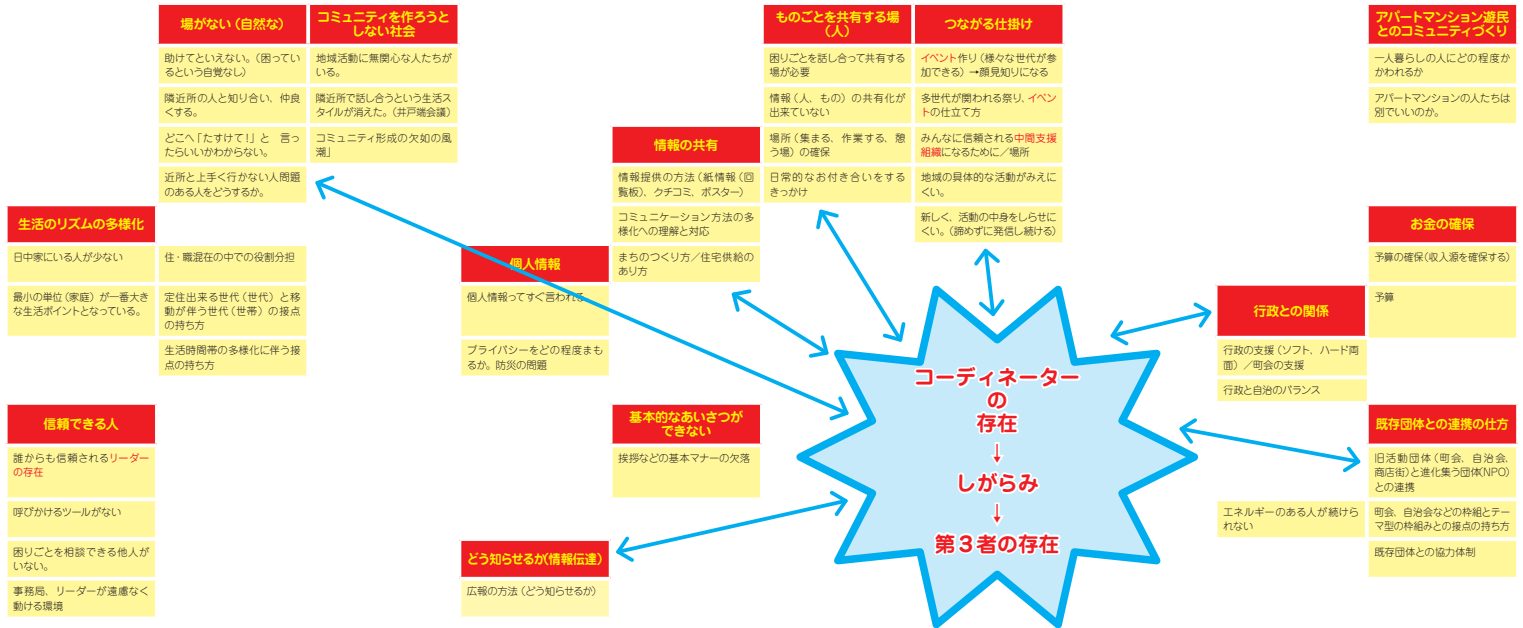 場がない（自然な）
助けてといえない。（困ってい
るという自覚なし）
隣近所の人と知り合い、仲良
くする。
どこへ「たすけて！」と　言っ
たらいいかわからない。
近所と上手く行かない人問題
のある人をどうするか。
コミュニティを作ろうと
しない社会
地域活動に無関心な人たちが
いる。
隣近所で話し合うという生活ス
タイルが消えた。（井戸端会議）
コミュニティ形成の欠如の風
潮」
ものごとを共有する場
（人）
困りごとを話し合って共有する
場が必要
情報（人、もの）の共有化が
出来ていない
場所（集まる、作業する、憩
う場）の確保
日常的なお付き合いをする
きっかけ
つながる仕掛け
イベント作り（様々な世代が参
加できる）→顔見知りになる
多世代が関われる祭り、イベン
トの仕立て方
みんなに信頼される中間支援
組織になるために／場所
地域の具体的な活動がみえに
くい。
新しく、活動の中身をしらせに
くい。（諦めずに発信し続ける）
アパートマンション遊民
とのコミュニティづくり
一人暮らしの人にどの程度か
かわれるか
アパートマンションの人たちは
別でいいのか。
情報の共有
情報提供の方法（紙情報（回
覧板）、クチコミ、ポスター）
コミュニケーション方法の多
様化への理解と対応
まちのつくり方／住宅供給の
あり方
生活のリズムの多様化
日中家にいる人が少ない
最小の単位（家庭）が一番大き
な生活ポイントとなっている。
住・職混在の中での役割分担
定住出来る世代（世代）と移
動が伴う世代（世帯）の接点
の持ち方
生活時間帯の多様化に伴う接
点の持ち方
個人情報
個人情報ってすぐ言われる
プライバシーをどの程度まも
るか。防災の問題
お金の確保
予算の確保（収入源を確保する）
予算
行政との関係
行政の支援（ソフト、ハード両
面）／町会の支援
行政と自治のバランス
コーディネーター
の
存在
↓
しがらみ
↓
第３者の存在
信頼できる人
誰からも信頼されるリーダー
の存在
呼びかけるツールがない
困りごとを相談できる他人が
いない。
事務局、リーダーが遠慮なく
動ける環境
基本的なあいさつが
できない
挨拶などの基本マナーの欠落
どう知らせるか（情報伝達）
広報の方法（どう知らせるか）
既存団体との連携の仕方
旧活動団体（町会、自治会、
商店街）と進化集う団体（NPO）
との連携
エネルギーのある人が続けら
れない
町会、自治会などの枠組とテー
マ型の枠組みとの接点の持ち方
既存団体との協力体制